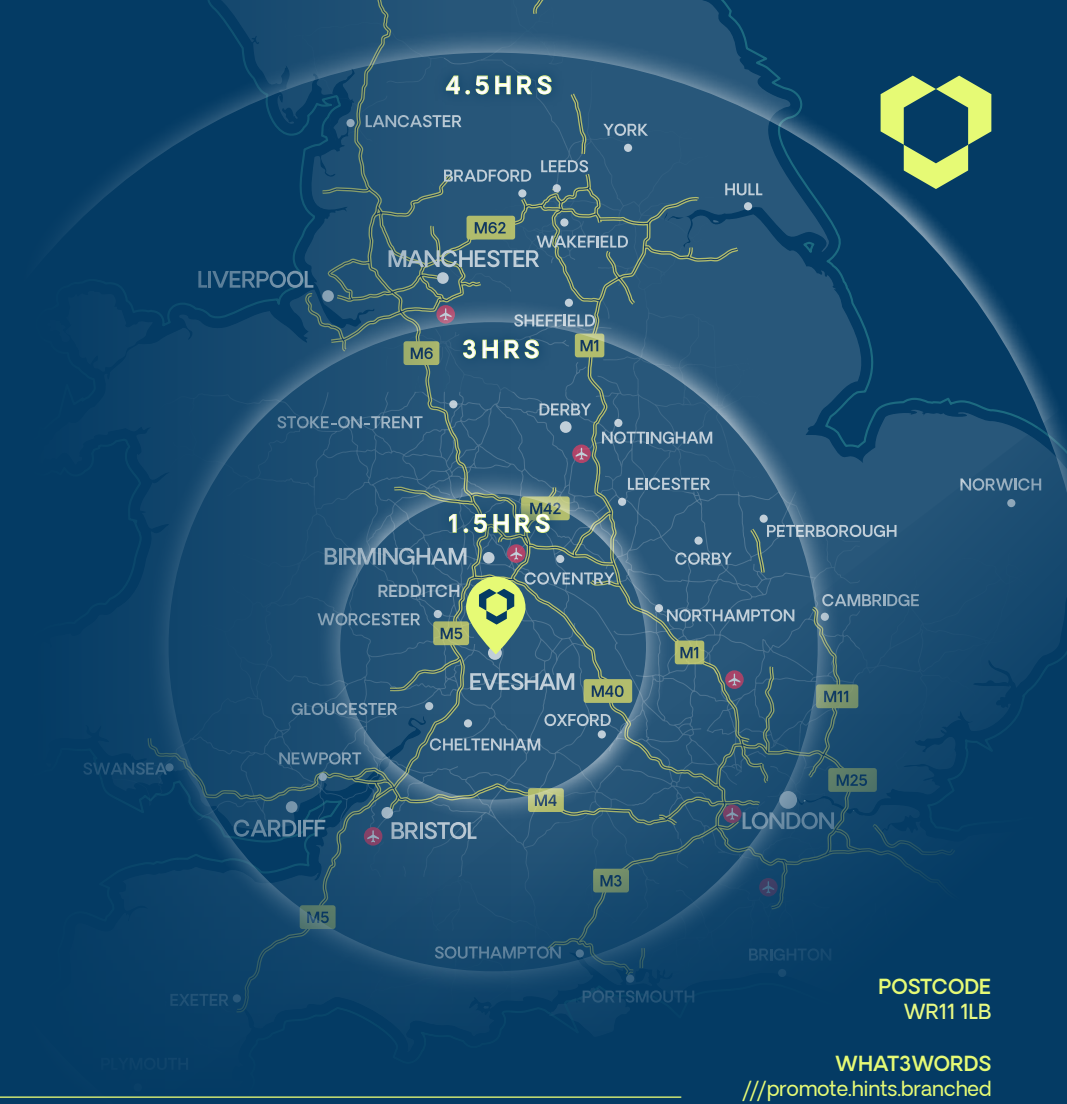 4.5HRS
LANCASTER
YORK
BRADFORD
LEEDS
HULL
M62
WAKEFIELD
MANCHESTER
LIVERPOOL
SHEFFIELD
M6
3HRS
M1
STOKE-ON-TRENT
DERBY
NOTTINGHAM
LEICESTER
NORWICH
M42
1.5HRS
PETERBOROUGH
BIRMINGHAM
CORBY
COVENTRY
REDDITCH
CAMBRIDGE
WORCESTER
NORTHAMPTON
M5
M1
EVESHAM
M40
M11
GLOUCESTER
OXFORD
CHELTENHAM
NEWPORT
SWANSEA
M25
M4
CARDIFF
BRISTOL
LONDON
M3
M5
SOUTHAMPTON
BRIGHTON
EXETER
PORTSMOUTH
PLYMOUTH
POSTCODE
WR11 1LB
WHAT3WORDS
///promote.hints.branched